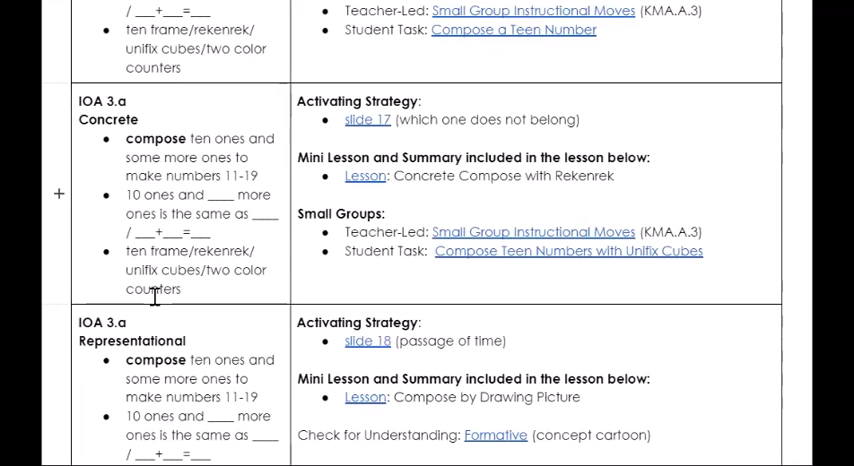 / ___+___=___
ten frame/rekenrek/
unifix cubes/two color
counters
Teacher-Led: Small Group Instructional Moves (KMA.A.3)
Student Task: Compose a Teen Number
IOA 3.a
Concrete
compose ten ones and
some more ones to
make numbers 11-19
10 ones and ____ more
ones is the same as ____
/ ___+___=___
ten frame/rekenrek/
unifix cubes/two color
counters
Activating Strategy:
slide 17 (which one does not belong)
Mini Lesson and Summary included in the lesson below:
Lesson: Concrete Compose with Rekenrek
Small Groups:
Teacher-Led: Small Group Instructional Moves (KMA.A.3)
Student Task: Compose Teen Numbers with Unifix Cubes
IOA 3.a
Representational
compose ten ones and
some more ones to
make numbers 11-19
10 ones and ____ more
ones is the same as ____
/ ___+___=___
Activating Strategy:
slide 18 (passage of time)
Mini Lesson and Summary included in the lesson below:
Lesson: Compose by Drawing Picture
Check for Understanding: Formative (concept cartoon)